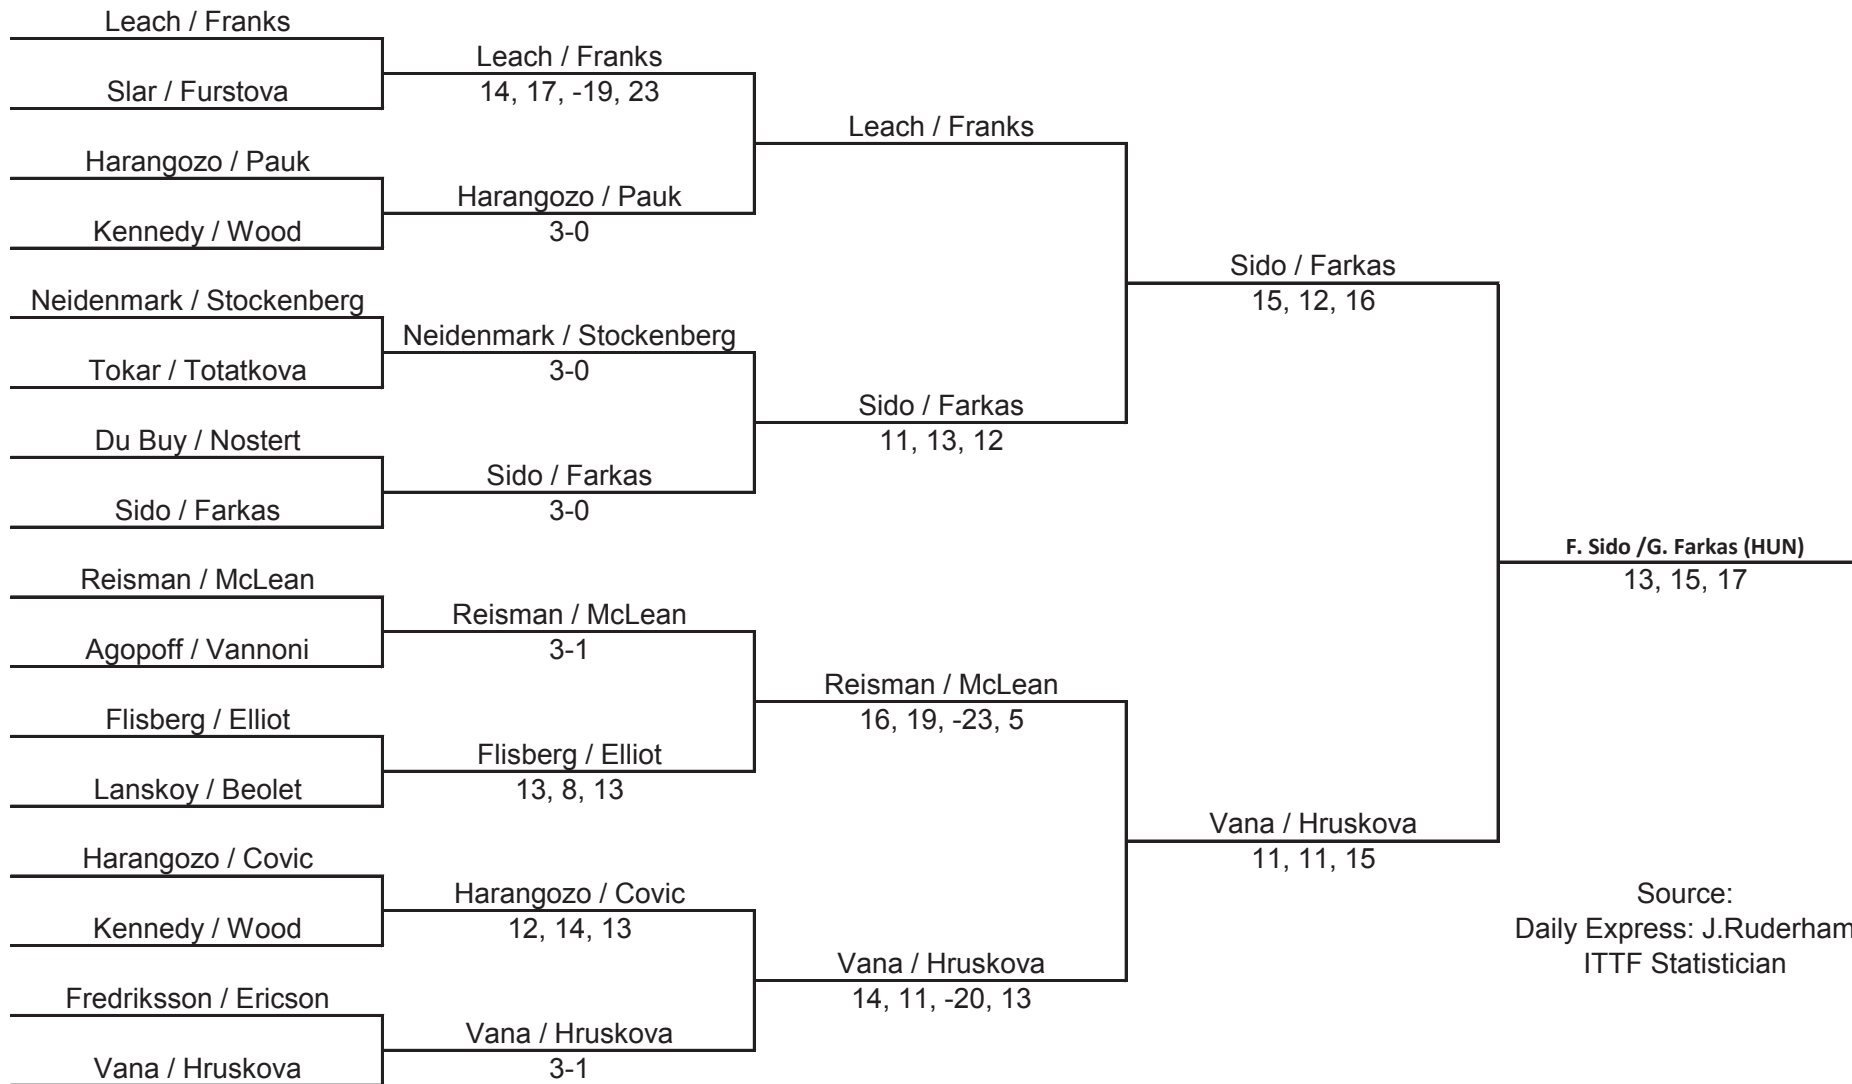 Leach / Franks
Slar / Furstova
Harangozo / Pauk
Kennedy / Wood
Neidenmark / Stockenberg
Tokar / Totatkova
Du Buy / Nostert
Sido / Farkas
Reisman / McLean
Agopoff / Vannoni
Flisberg / Elliot
Lanskoy / Beolet
Harangozo / Covic
Kennedy / Wood
Fredriksson / Ericson
Vana / Hruskova
Leach / Franks
14, 17, -19, 23
Harangozo / Pauk
3-0
Neidenmark / Stockenberg
3-0
Sido / Farkas
3-0
Reisman / McLean
3-1
Flisberg / Elliot
13, 8, 13
Harangozo / Covic
12, 14, 13
Vana / Hruskova
3-1
Leach / Franks
Sido / Farkas
11, 13, 12
Reisman / McLean
16, 19, -23, 5
Vana / Hruskova
14, 11, -20, 13
Sido / Farkas
15, 12, 16
Vana / Hruskova
11, 11, 15
F. Sido /G. Farkas (HUN)
13, 15, 17
Source:
Daily Express: J.Ruderham
ITTF Statistician